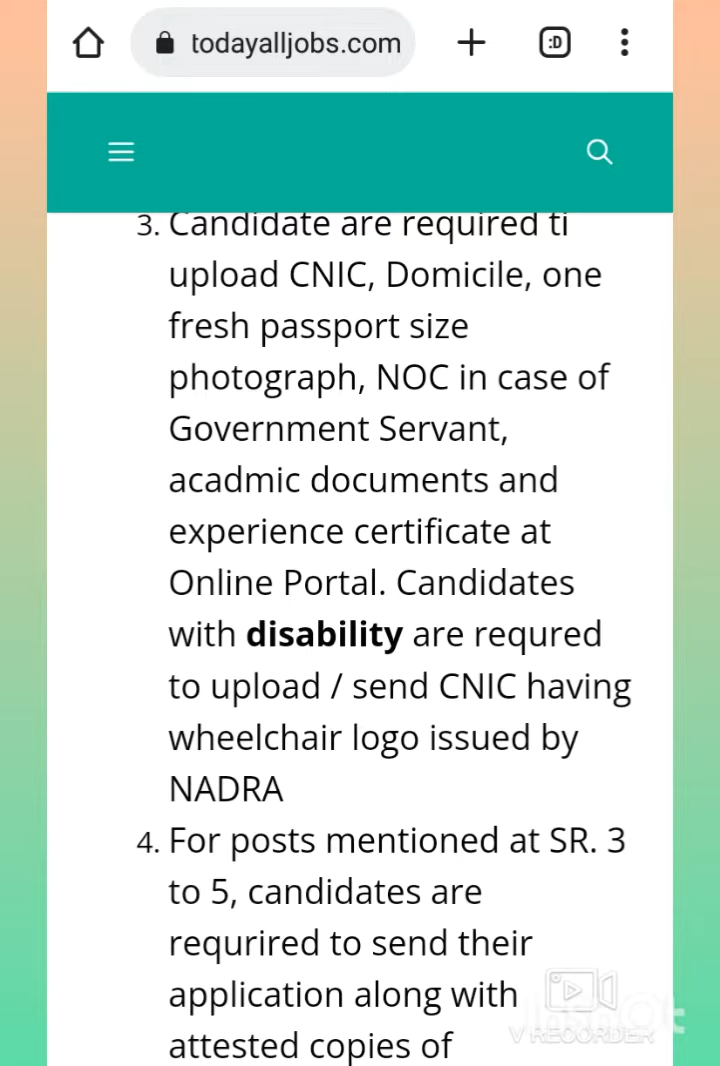 todayalljobs.com
:D
3. Candidate are required ti
upload CNIC, Domicile, one
fresh passport size
photograph, NOC in case of
Government Servant,
acadmic documents and
experience certificate at
Online Portal. Candidates
with disability are requred
to upload / send CNIC having
wheelchair logo issued by
NADRA
4. For posts mentioned at SR. 3
to 5, candidates are
requrired to send their
application along with
attested copies of
V RECORDER